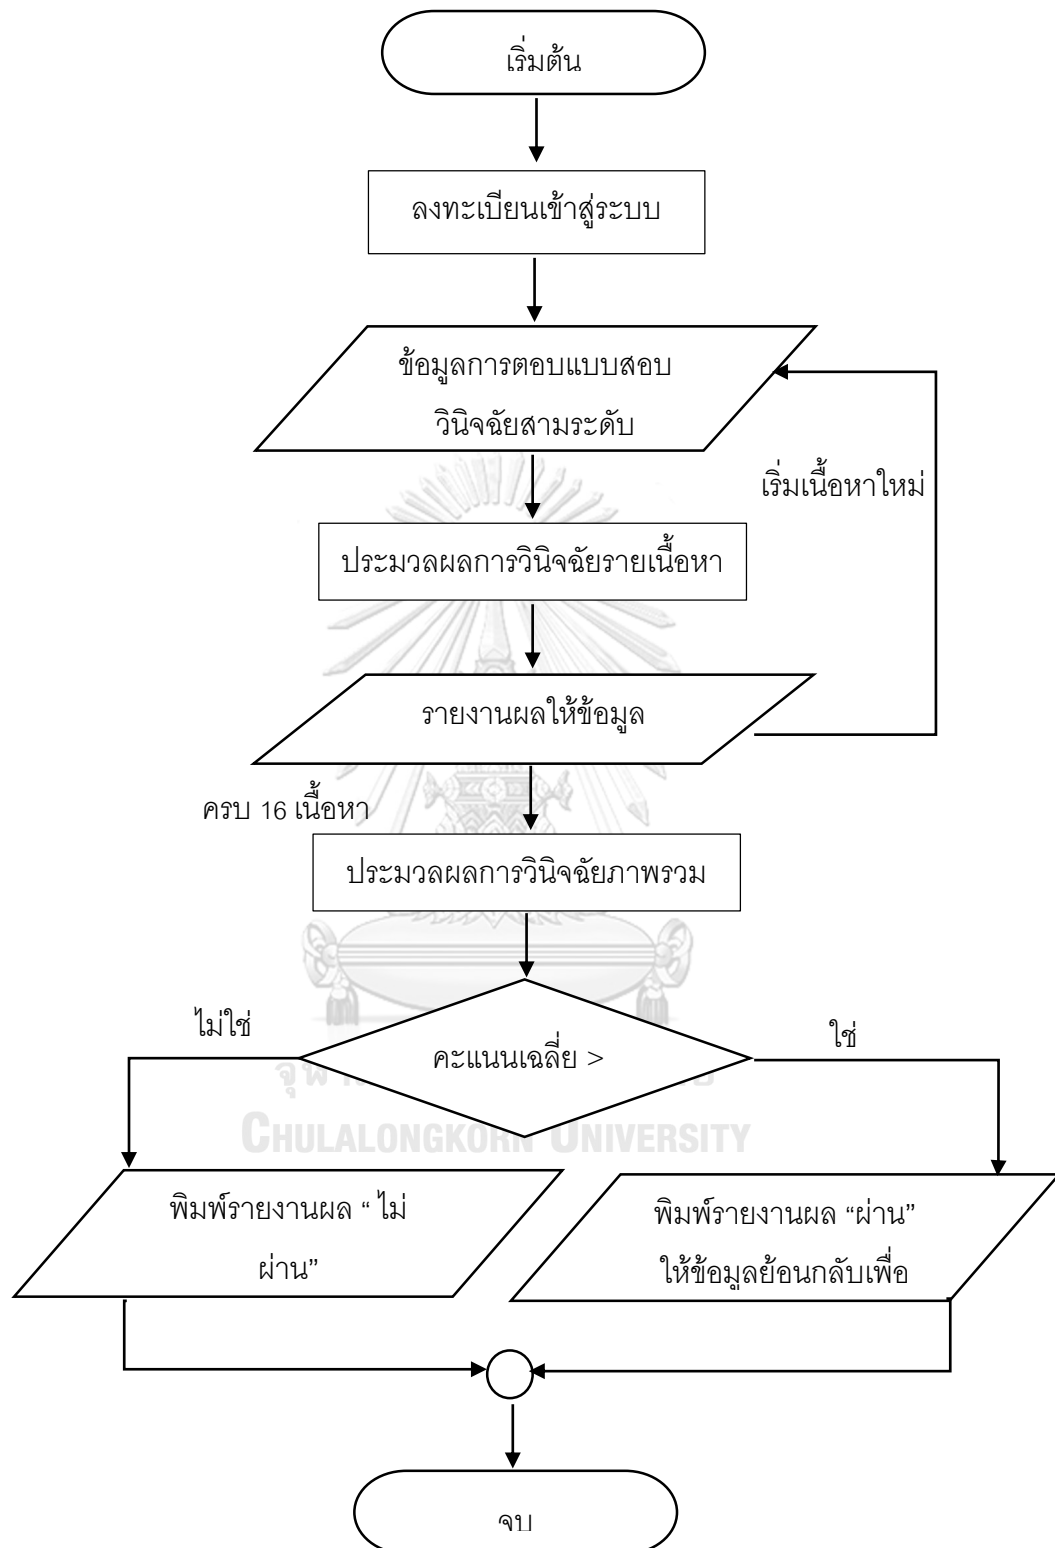 เริ่มต้น
ลงทะเบียนเข้าสู่ระบบ
ข้อมูลการตอบแบบสอบ
วินิจฉัยสามระดับ
เริ่มเนื้อหาใหม่
ประมวลผลการวินิจฉัยรายเนื้อหา
รายงานผลให้ข้อมูล
ครบ 16 เนื้อหา
ประมวลผลการวินิจฉัยภาพรวม
ไม่ใช่
ใช่
คะแนนเฉลี่ย >
CHULALONGKORN UNIVERSITY
พิมพ์รายงานผล “ ไม่
ผ่าน”
พิมพ์รายงานผล “ผ่าน”
ให้ข้อมูลย้อนกลับเพื่อ
จบ